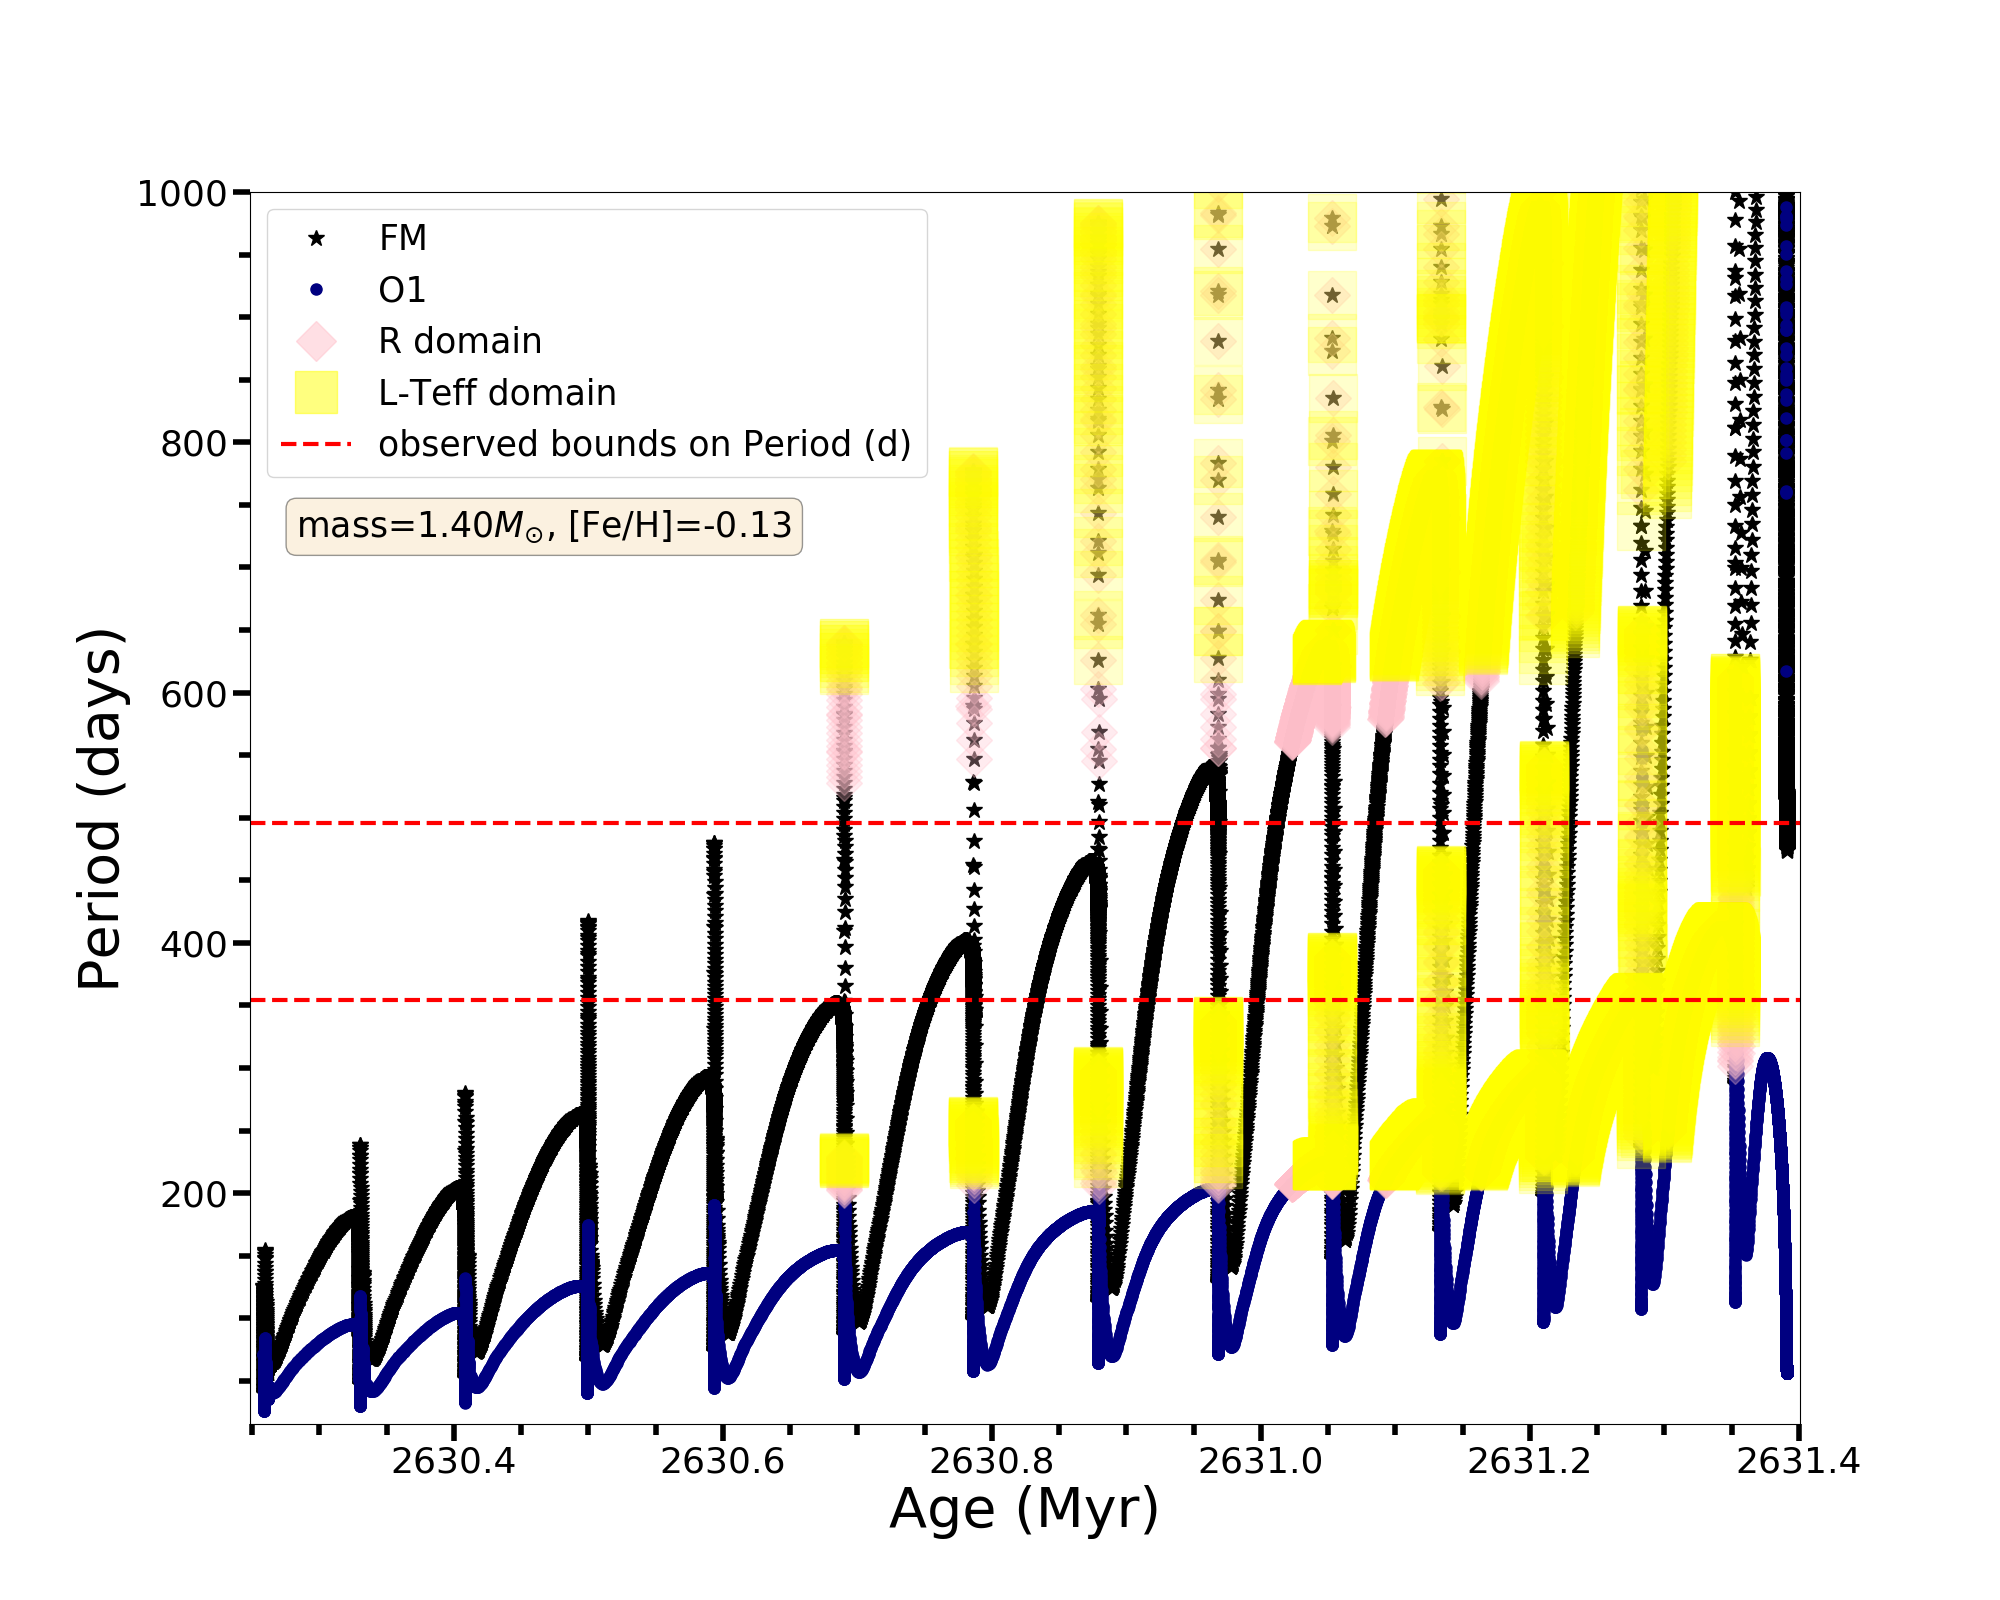 1000
800
600
400
200
Period (days)
FM
O1
R domain
L-Teff domain
observed bounds on Period (d)
mass=1.40M☉, [Fe/H]=-0.13
2630.4 2630.6 2630.8 2631.0 2631.2 2631.4
Age (Myr)